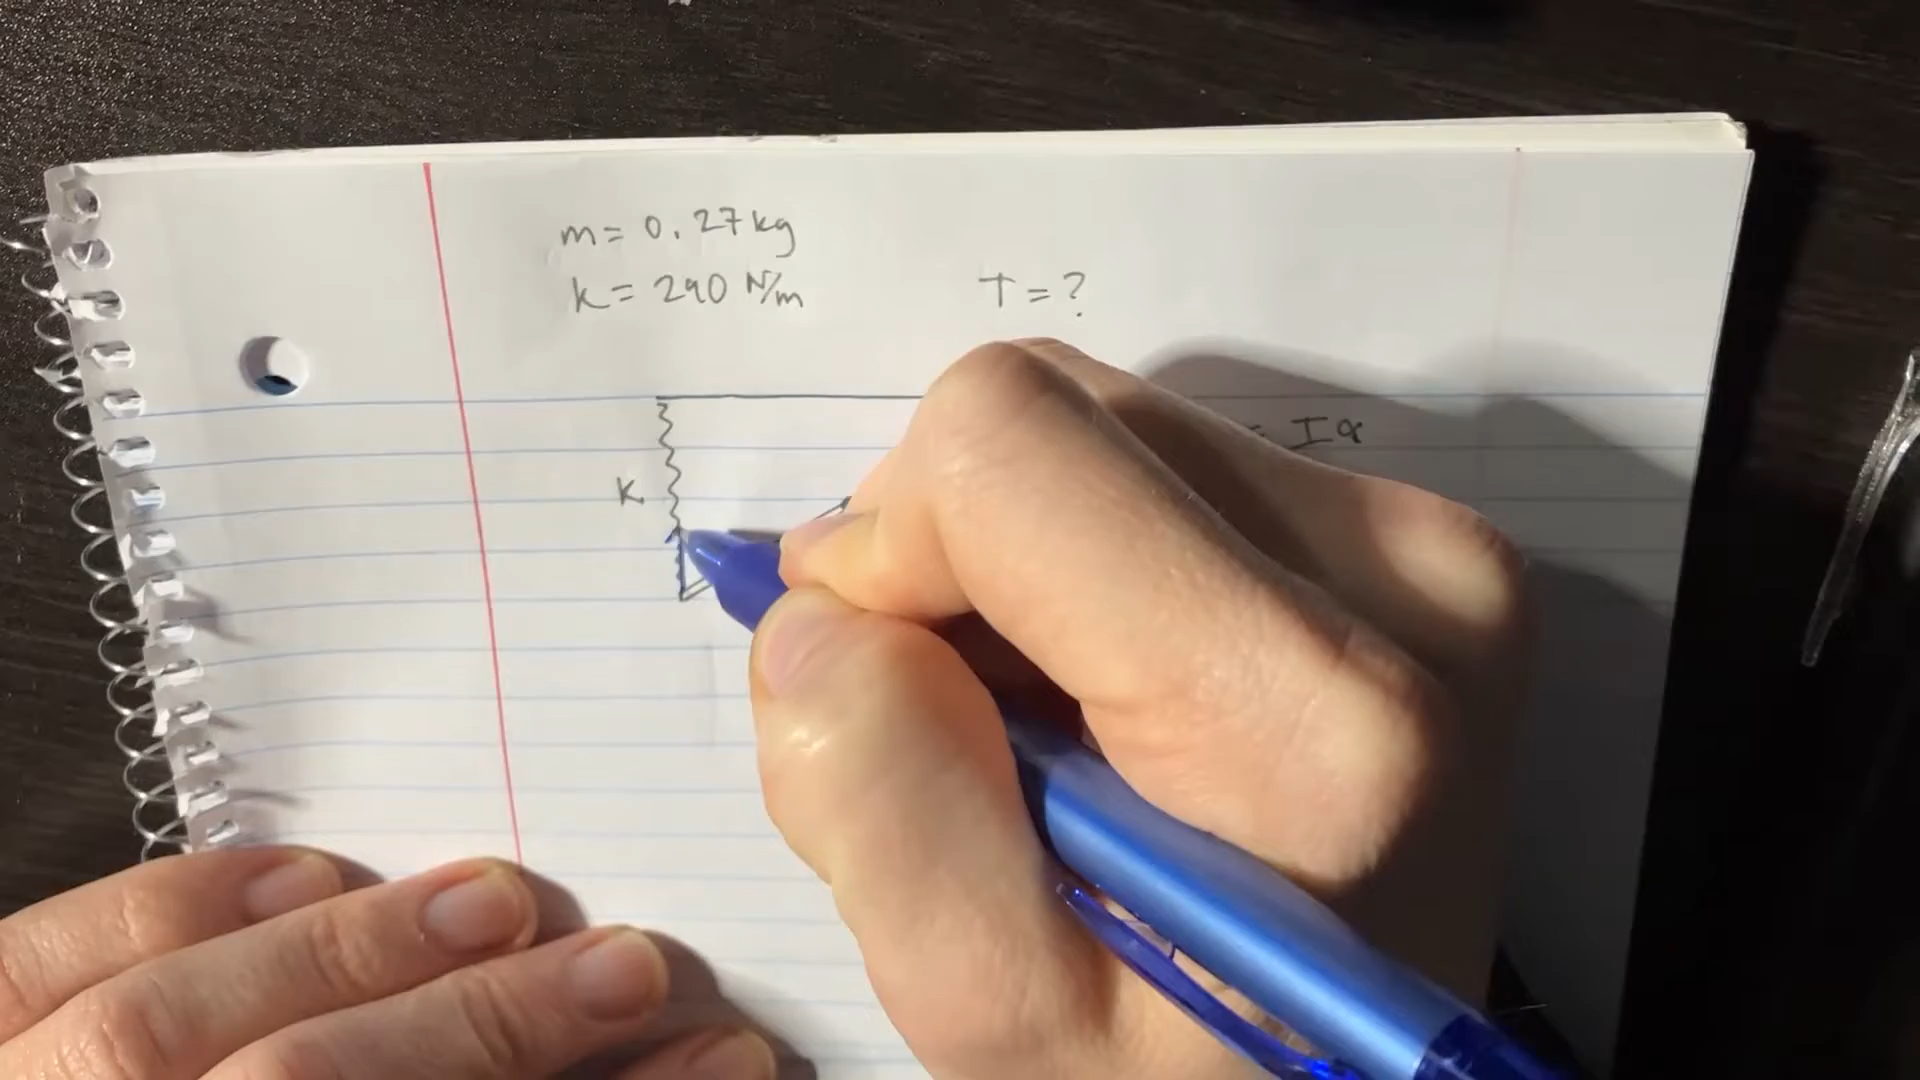 m = 0.27 kg
k = 290 N/m
T = ?
= Iα
k